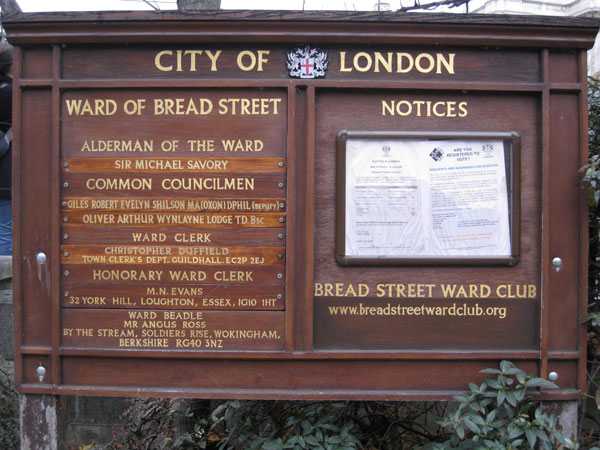 CITY OF LONDON
WARD OF BREAD STREET
ALDERMAN OF THE WARD
SIR MICHAEL SAVORY
COMMON COUNCILMEN
GILES ROBERT EVELYN SHILSON MA(OXON) DPHIL (DEPUTY)
OLIVER ARTHUR WYNLAYNE LODGE TD BSc
WARD CLERK
CHRISTOPHER DUFFIELD
TOWN CLERK'S DEPT. GUILDHALL. EC2P 2EJ
HONORARY WARD CLERK
M.N. EVANS
32 YORK HILL, LOUGHTON, ESSEX, IG10 1HT
WARD BEADLE
MR ANGUS ROSS
BY THE STREAM, SOLDIERS RISE, WOKINGHAM,
BERKSHIRE RG40 3NZ
NOTICES
ARE YOU
REGISTERED TO
VOTE?
BREAD STREET WARD CLUB
www.breadstreetwardclub.org